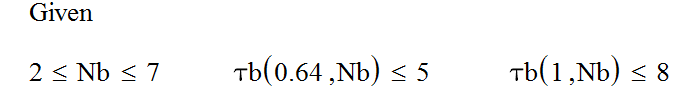 Given
2 ≤ Nb ≤ 7 τb(0.64 ,Nb) ≤ 5 τb(1 ,Nb) ≤ 8